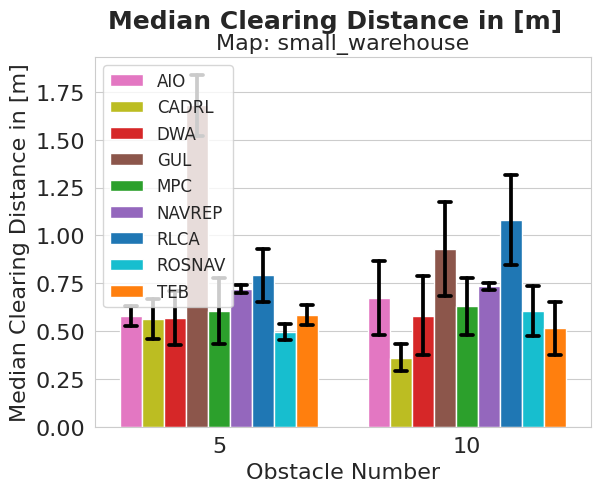 Median Clearing Distance in [m]
Map: small_warehouse
Median Clearing Distance in [m]
1.75
1.50
1.25
1.00
0.75
0.50
0.25
0.00
AIO
CADRL
DWA
GUL
MPC
NAVREP
RLCA
ROSNAV
TEB
5
10
Obstacle Number